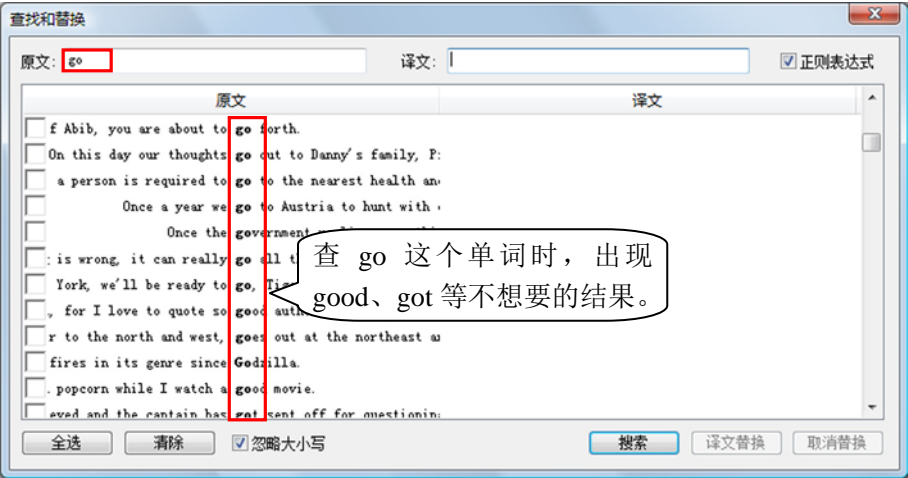 查找和替换
原文: go 译文: 正则表达式
原文 译文
f Abib, you are about to go forth.
On this day our thoughts go out to Danny's family, P:
a person is required to go to the nearest health an
Once a year we go to Austria to hunt with
Once the government
: is wrong, it can really go all t
York, we'll be ready to go, Tig
., for I love to quote so good auth
r to the north and west, goes out at the northeast a
fires in its genre since Godzilla.
. popcorn while I watch a good movie.
eyed and the captain has got sent off for questionin
查 go 这个单词时，出现
good、got 等不想要的结果。
全选 清除 忽略大小写 搜索 译文替换 取消替换